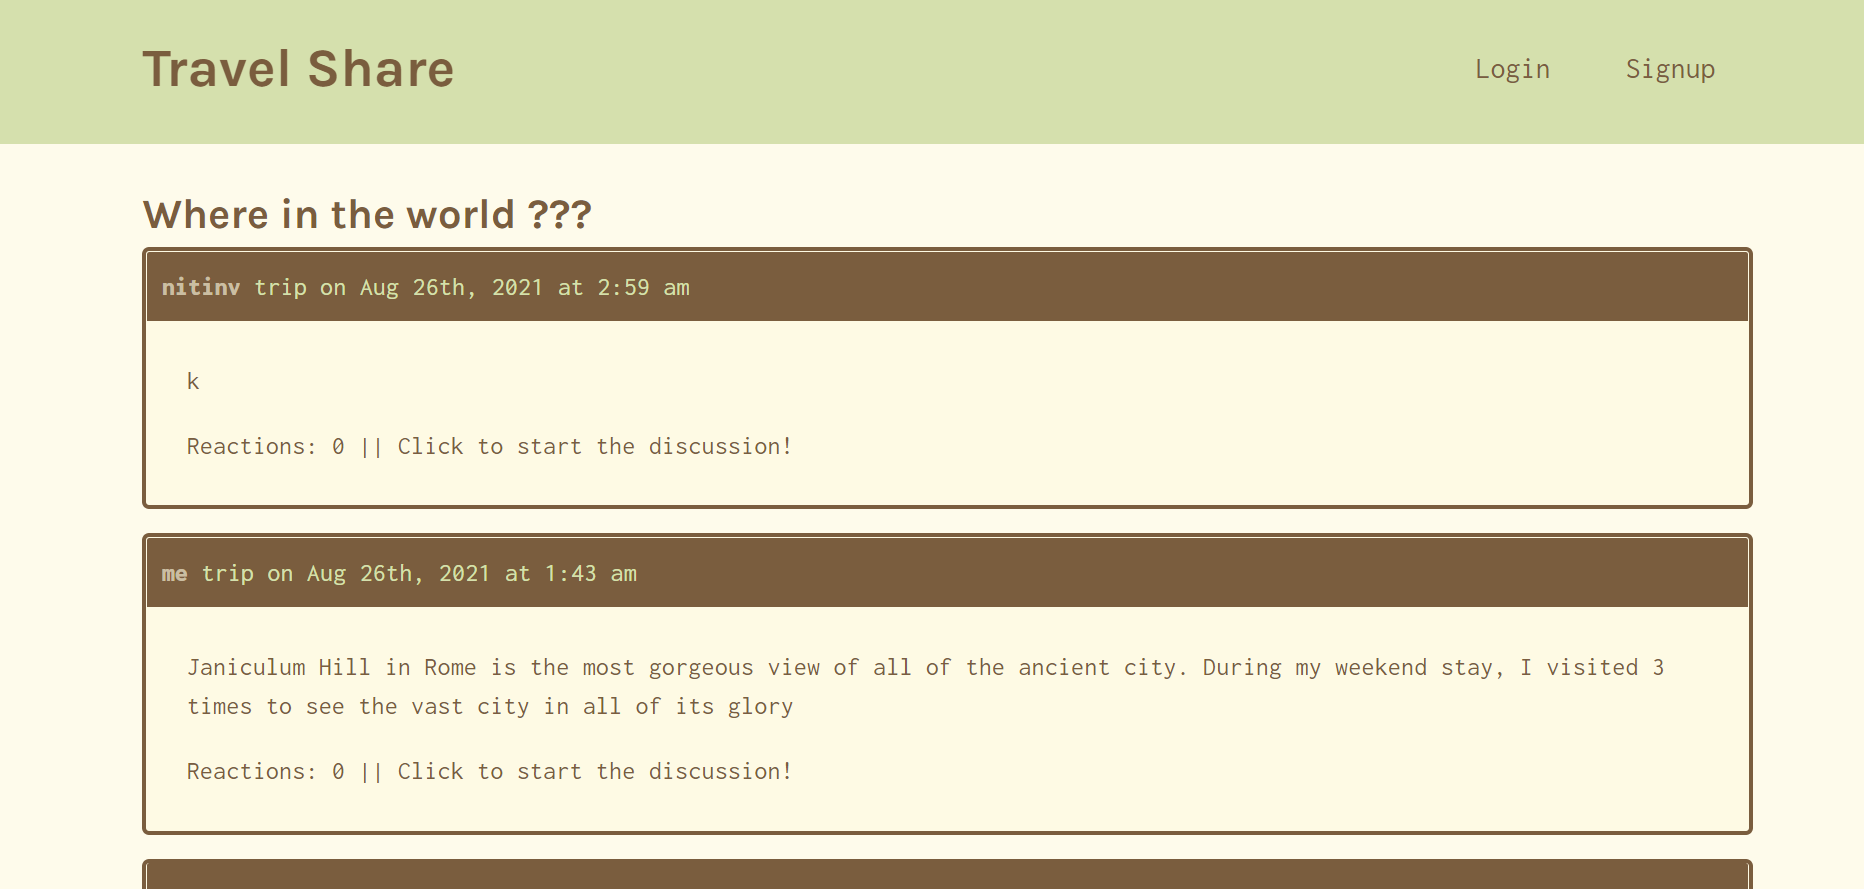 Travel Share
Login Signup
Where in the world ???
nitinv trip on Aug 26th, 2021 at 2:59 am
k
Reactions: 0 || Click to start the discussion!
me trip on Aug 26th, 2021 at 1:43 am
Janiculum Hill in Rome is the most gorgeous view of all of the ancient city. During my weekend stay, I visited 3
times to see the vast city in all of its glory
Reactions: 0 || Click to start the discussion!